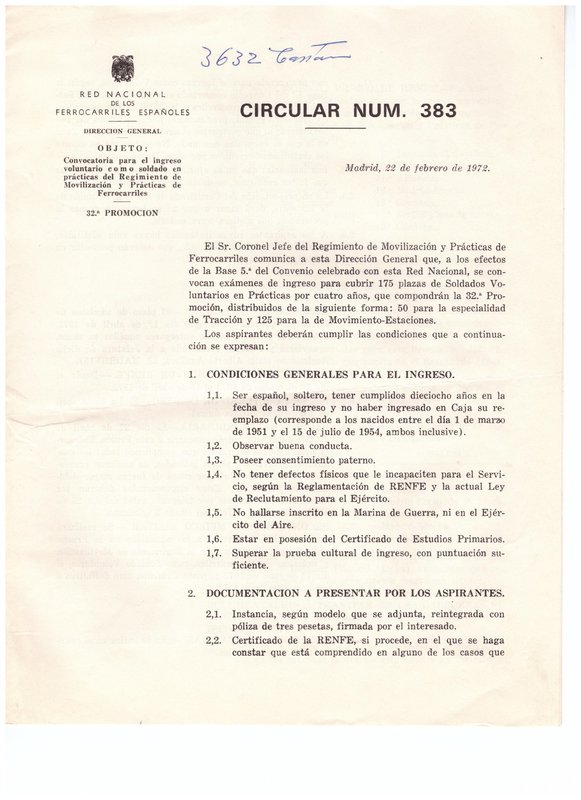 3632
RED NACIONAL
DE LOS
FERROCARRILES ESPAÑOLES
DIRECCION GENERAL
OBJETO:
Convocatoria para el ingreso
voluntario como soldado en
prácticas del Regimiento de
Movilización y Prácticas de
Ferrocarriles
32.ª PROMOCION
CIRCULAR NUM. 383
Madrid, 22 de febrero de 1972.
El Sr. Coronel Jefe del Regimiento de Movilización y Prácticas de
Ferrocarriles comunica a esta Dirección General que, a los efectos
de la Base 5.ª del Convenio celebrado con esta Red Nacional, se con-
vocan exámenes de ingreso para cubrir 175 plazas de Soldados Vo-
luntarios en Prácticas por cuatro años, que compondrán la 32.ª Pro-
moción, distribuidos de la siguiente forma: 50 para la especialidad
de Tracción y 125 para la de Movimiento-Estaciones.
Los aspirantes deberán cumplir las condiciones que a continua-
ción se expresan:
1. CONDICIONES GENERALES PARA EL INGRESO.
1,1. Ser español, soltero, tener cumplidos dieciocho años en la
fecha de su ingreso y no haber ingresado en Caja su re-
emplazo (corresponde a los nacidos entre el día 1 de marzo
de 1951 y el 15 de julio de 1954, ambos inclusive).
1,2. Observar buena conducta.
1,3. Poseer consentimiento paterno.
1,4. No tener defectos físicos que le incapaciten para el Servi-
cio, según la Reglamentación de RENFE y la actual Ley
de Reclutamiento para el Ejército.
1,5. No hallarse inscrito en la Marina de Guerra, ni en el Ejér-
cito del Aire.
1,6. Estar en posesión del Certificado de Estudios Primarios.
1,7. Superar la prueba cultural de ingreso, con puntuación su-
ficiente.
2. DOCUMENTACION A PRESENTAR POR LOS ASPIRANTES.
2,1. Instancia, según modelo que se adjunta, reintegrada con
póliza de tres pesetas, firmada por el interesado.
2,2. Certificado de la RENFE, si procede, en el que se haga
constar que está comprendido en alguno de los casos que